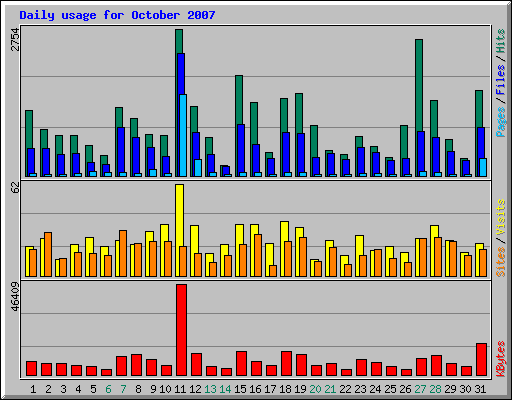 Daily usage for October 2007
2754
Pages / Files / Hits
62
Sites / Visits
46409
KBytes
1 2 3 4 5 6 7 8 9 10 11 12 13 14 15 16 17 18 19 20 21 22 23 24 25 26 27 28 29 30 31